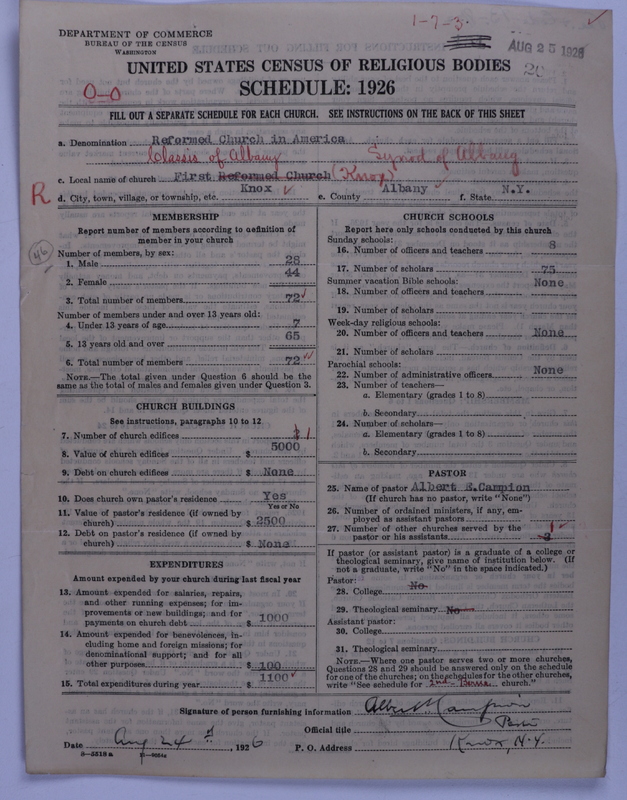 1-7-3
DEPARTMENT OF COMMERCE
BUREAU OF THE CENSUS
WASHINGTON
AUG 25 1926
20
UNITED STATES CENSUS OF RELIGIOUS BODIES
SCHEDULE: 1926
0-0
FILL OUT A SEPARATE SCHEDULE FOR EACH CHURCH. SEE INSTRUCTIONS ON THE BACK OF THIS SHEET
a. Denomination Reformed Church in America
Classis of Albany Synod of Albany
c. Local name of church First Reformed Church (Knox)
R
d. City, town, village, or township, etc. Knox e. County Albany f. State N.Y.
MEMBERSHIP
Report number of members according to definition of
member in your church
46
Number of members, by sex:
1. Male 28
2. Female 44
3. Total number of members 72
Number of members under and over 13 years old:
4. Under 13 years of age 7
5. 13 years old and over 65
6. Total number of members 72
NOTE.—The total given under Question 6 should be the
same as the total of males and females given under Question 3.
CHURCH BUILDINGS
See instructions, paragraphs 10 to 12
7. Number of church edifices 1
8. Value of church edifices $ 5000
9. Debt on church edifices $ None
10. Does church own pastor's residence Yes
Yes or No
11. Value of pastor's residence (if owned by
church) $ 2500
12. Debt on pastor's residence (if owned by
church) $ None
EXPENDITURES
Amount expended by your church during last fiscal year
13. Amount expended for salaries, repairs,
and other running expenses; for im-
provements or new buildings; and for
payments on church debt $ 1000
14. Amount expended for benevolences, in-
cluding home and foreign missions; for
denominational support; and for all
other purposes $ 100
15. Total expenditures during year $ 1100
CHURCH SCHOOLS
Report here only schools conducted by this church
Sunday schools:
16. Number of officers and teachers 8
17. Number of scholars 75
Summer vacation Bible schools:
18. Number of officers and teachers None
19. Number of scholars
Week-day religious schools:
20. Number of officers and teachers None
21. Number of scholars
Parochial schools:
22. Number of administrative officers None
23. Number of teachers—
a. Elementary (grades 1 to 8)
b. Secondary
24. Number of scholars—
a. Elementary (grades 1 to 8)
b. Secondary
PASTOR
25. Name of pastor Albert E. Campion
(If church has no pastor, write "None")
26. Number of ordained ministers, if any, em-
ployed as assistant pastors
27. Number of other churches served by the
pastor or his assistants 1
If pastor (or assistant pastor) is a graduate of a college or
theological seminary, give name of institution below. (If
not a graduate, write "No" in the space indicated.)
Pastor:
28. College No
29. Theological seminary No
Assistant pastor:
30. College
31. Theological seminary
NOTE.—Where one pastor serves two or more churches,
Questions 28 and 29 should be answered only on the schedule
for one of the churches; on the schedules for the other churches,
write "See schedule for 2nd Berne church."
Signature of person furnishing information Albert Campion
Official title
Date Aug 24 1926 P. O. Address Knox, N.Y.
8-5318a